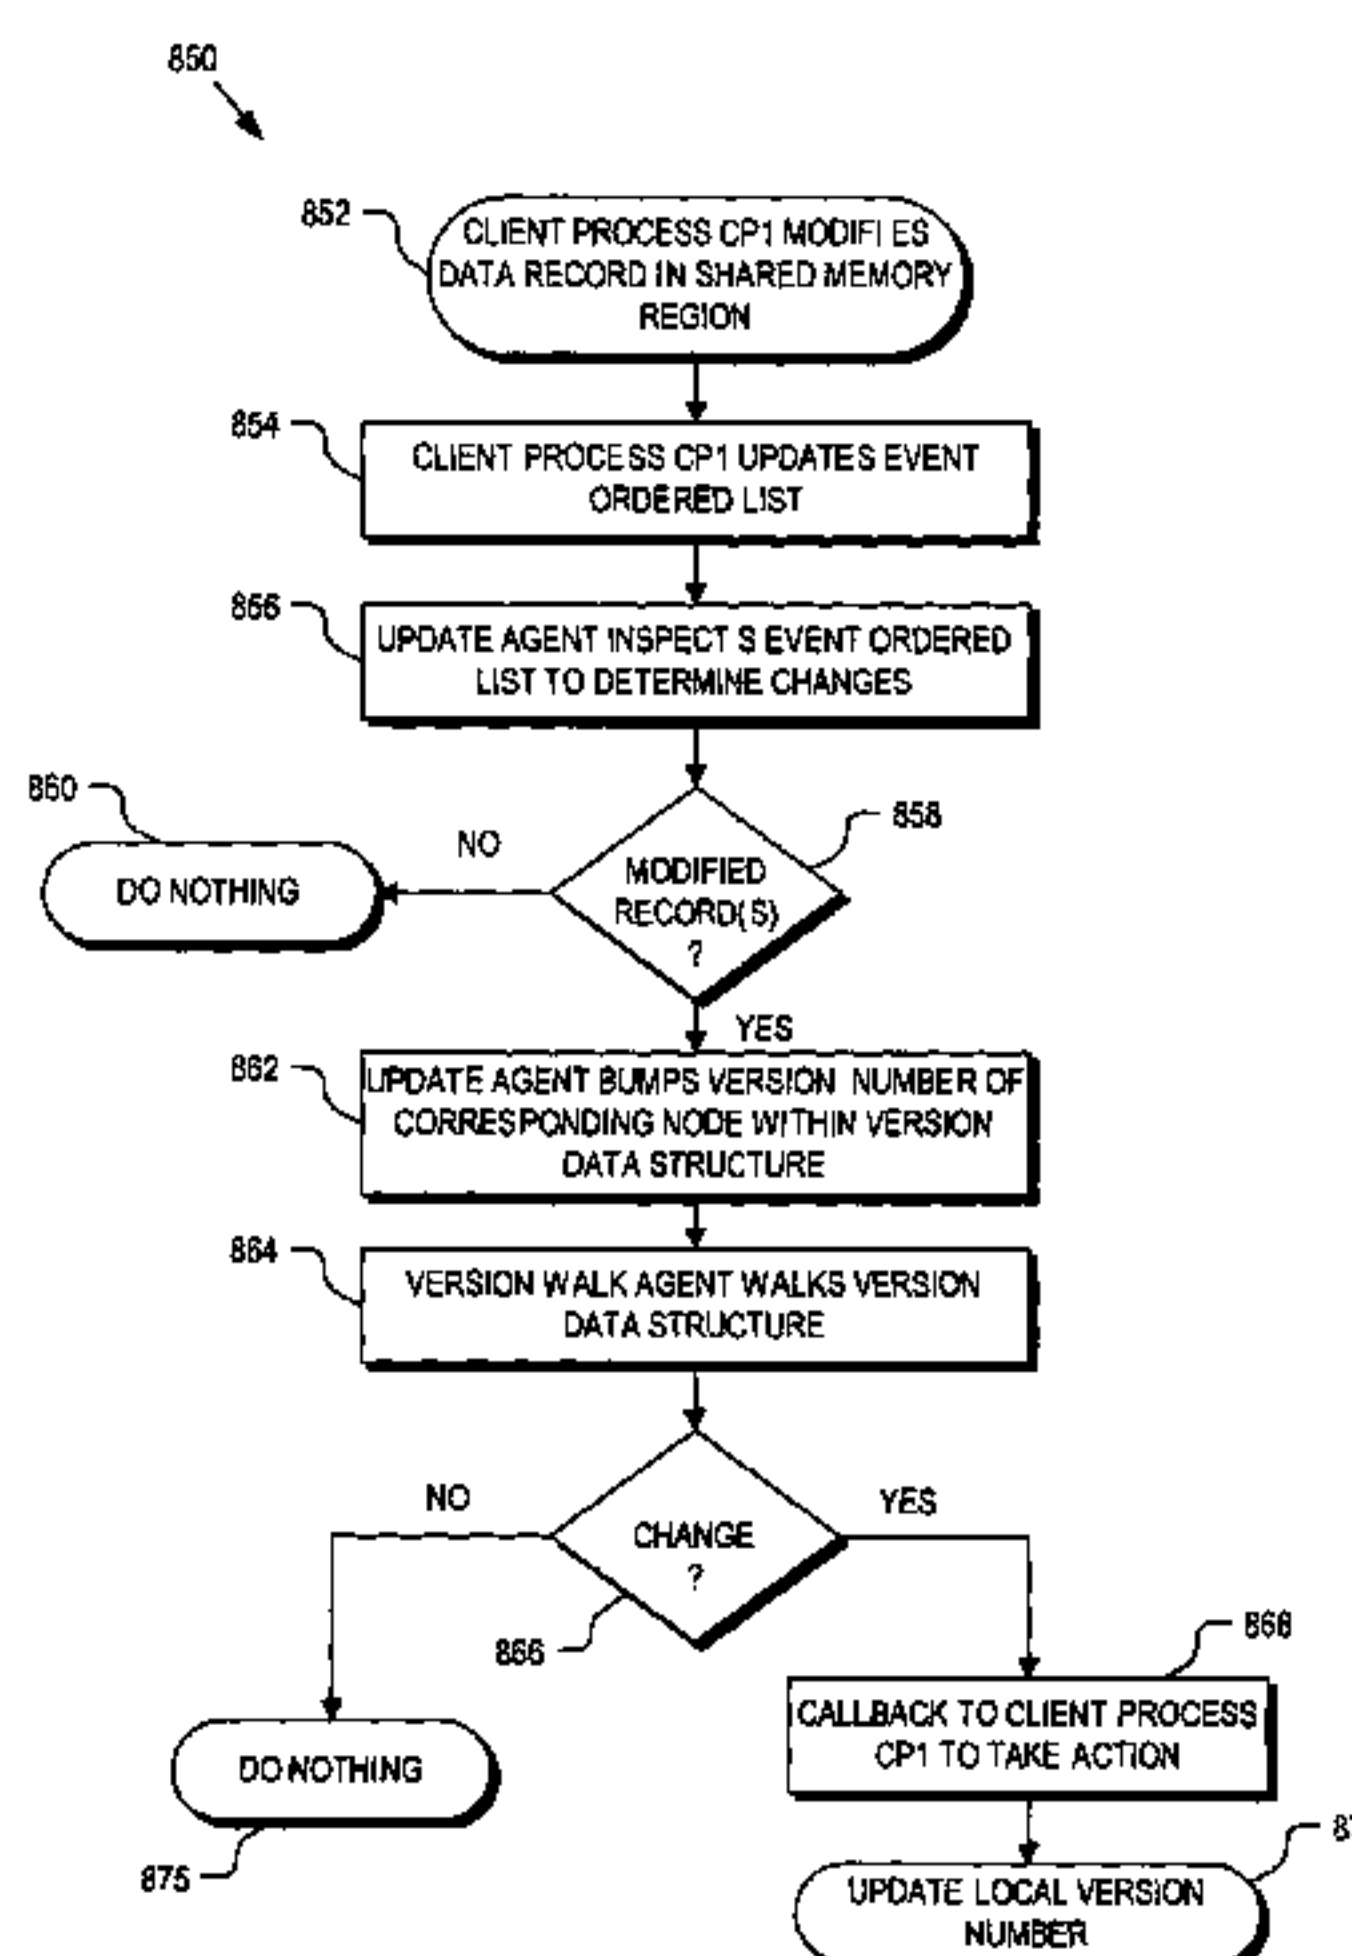 850
852
CLIENT PROCESS CP1 MODIFIES
DATA RECORD IN SHARED MEMORY
REGION
854
CLIENT PROCESS CP1 UPDATES EVENT
ORDERED LIST
856
UPDATE AGENT INSPECTS EVENT ORDERED
LIST TO DETERMINE CHANGES
860
DO NOTHING
NO
858
MODIFIED
RECORD(S)
?
YES
862
UPDATE AGENT BUMPS VERSION NUMBER OF
CORRESPONDING NODE WITHIN VERSION
DATA STRUCTURE
864
VERSION WALK AGENT WALKS VERSION
DATA STRUCTURE
NO
YES
CHANGE
?
866
868
CALLBACK TO CLIENT PROCESS
CP1 TO TAKE ACTION
DO NOTHING
875
UPDATE LOCAL VERSION
NUMBER